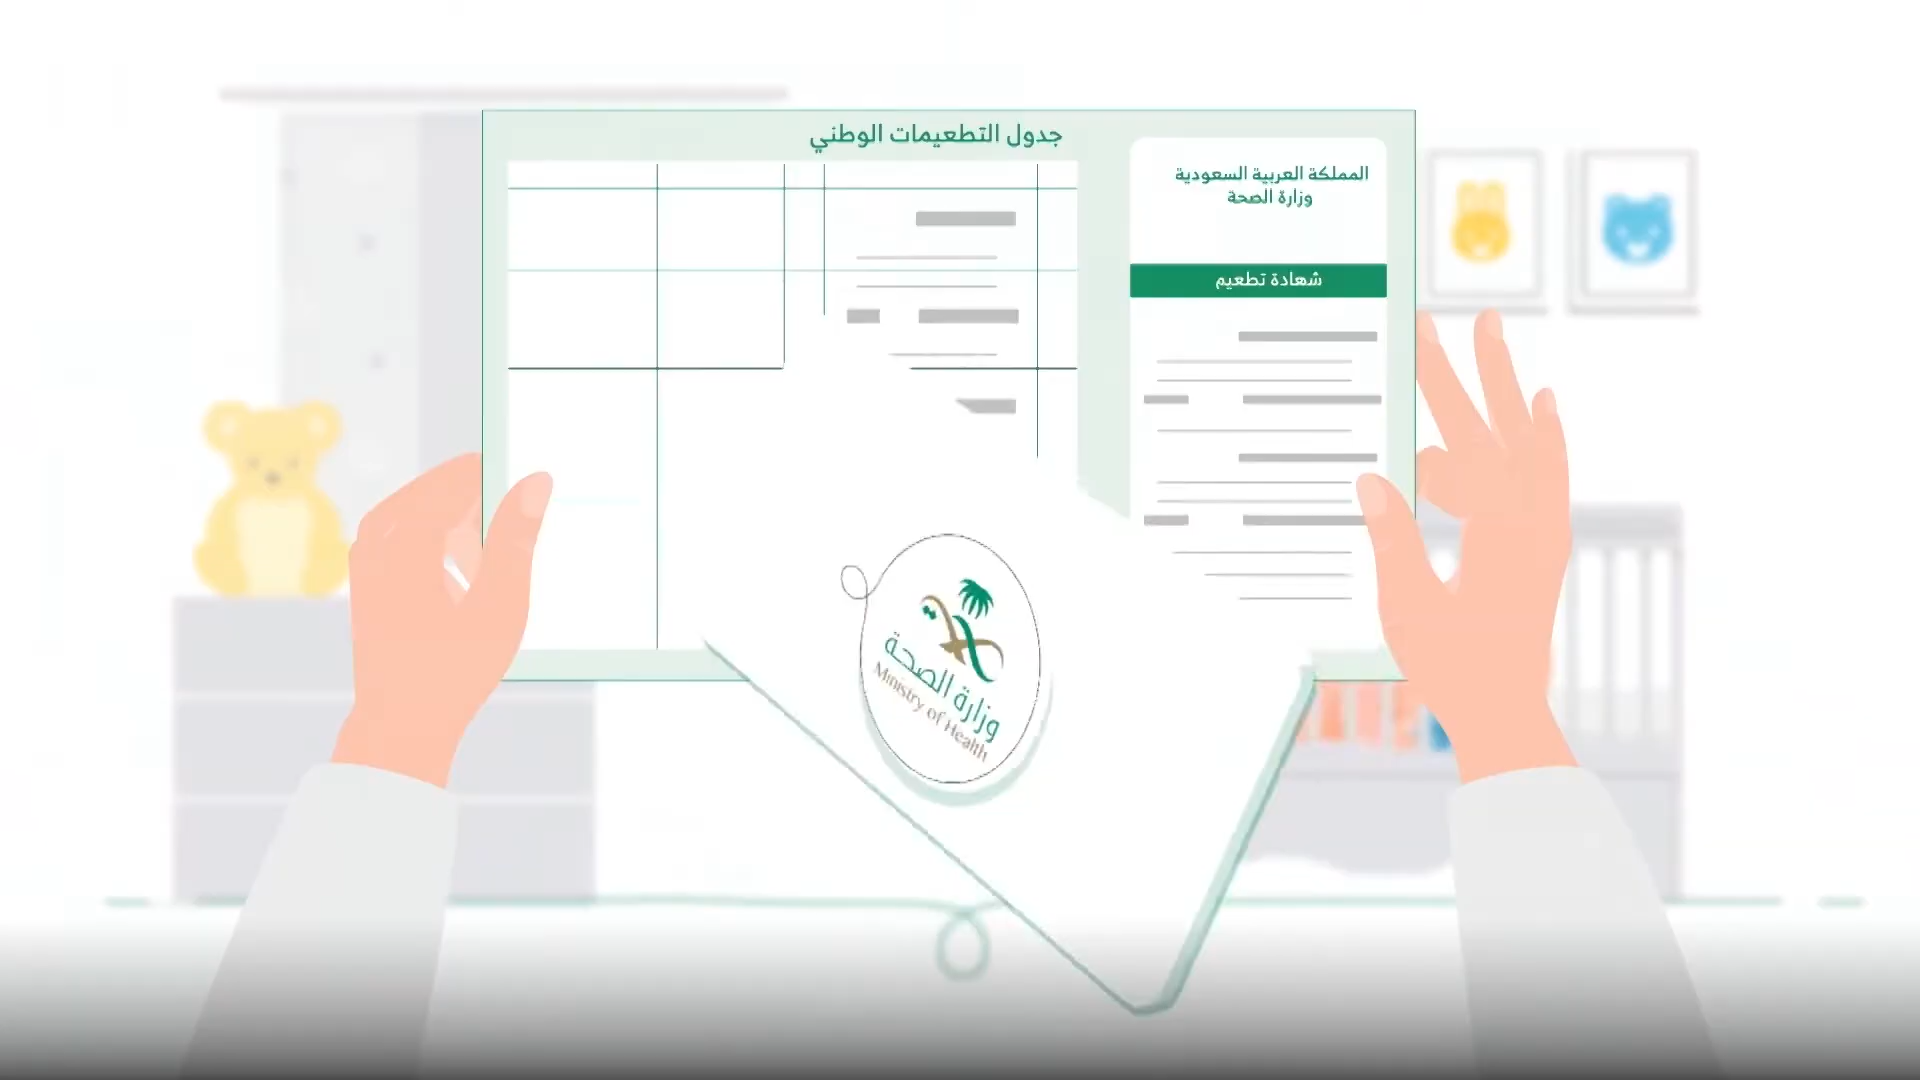 جدول التطعيمات الوطني
المملكة العربية السعودية
وزارة الصحة
شهادة تطعيم
وزارة الصحة
Ministry of Health